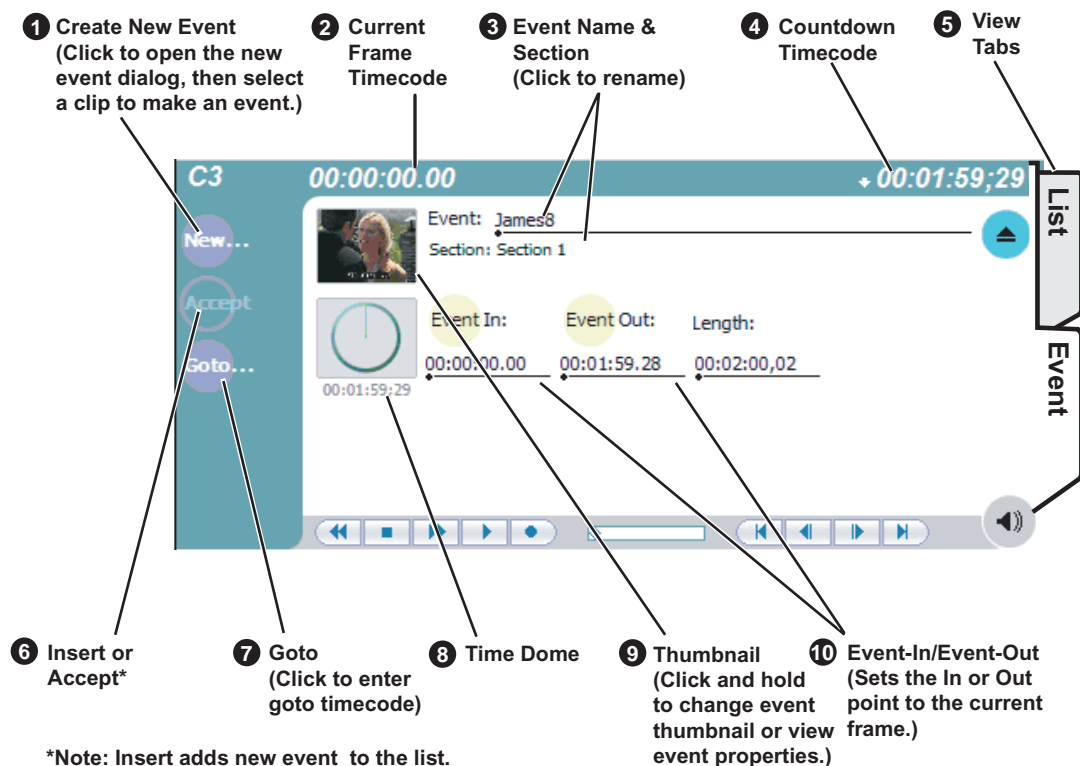 1 Create New Event
(Click to open the new
event dialog, then select
a clip to make an event.)
2 Current
Frame
Timecode
3 Event Name &
Section
(Click to rename)
4 Countdown
Timecode
5 View
Tabs
C3
00:00:00.00
00:01:59;29
List
New...
Event: James8
Section: Section 1
Accept
Event In:
Event Out:
Length:
Goto...
00:00:00.00
00:01:59.28
00:02:00,02
00:01:59;29
Event
6 Insert or
Accept*
7 Goto
(Click to enter
goto timecode)
8 Time Dome
9 Thumbnail
(Click and hold
to change event
thumbnail or view
event properties.)
10 Event-In/Event-Out
(Sets the In or Out
point to the current
frame.)
*Note: Insert adds new event to the list.